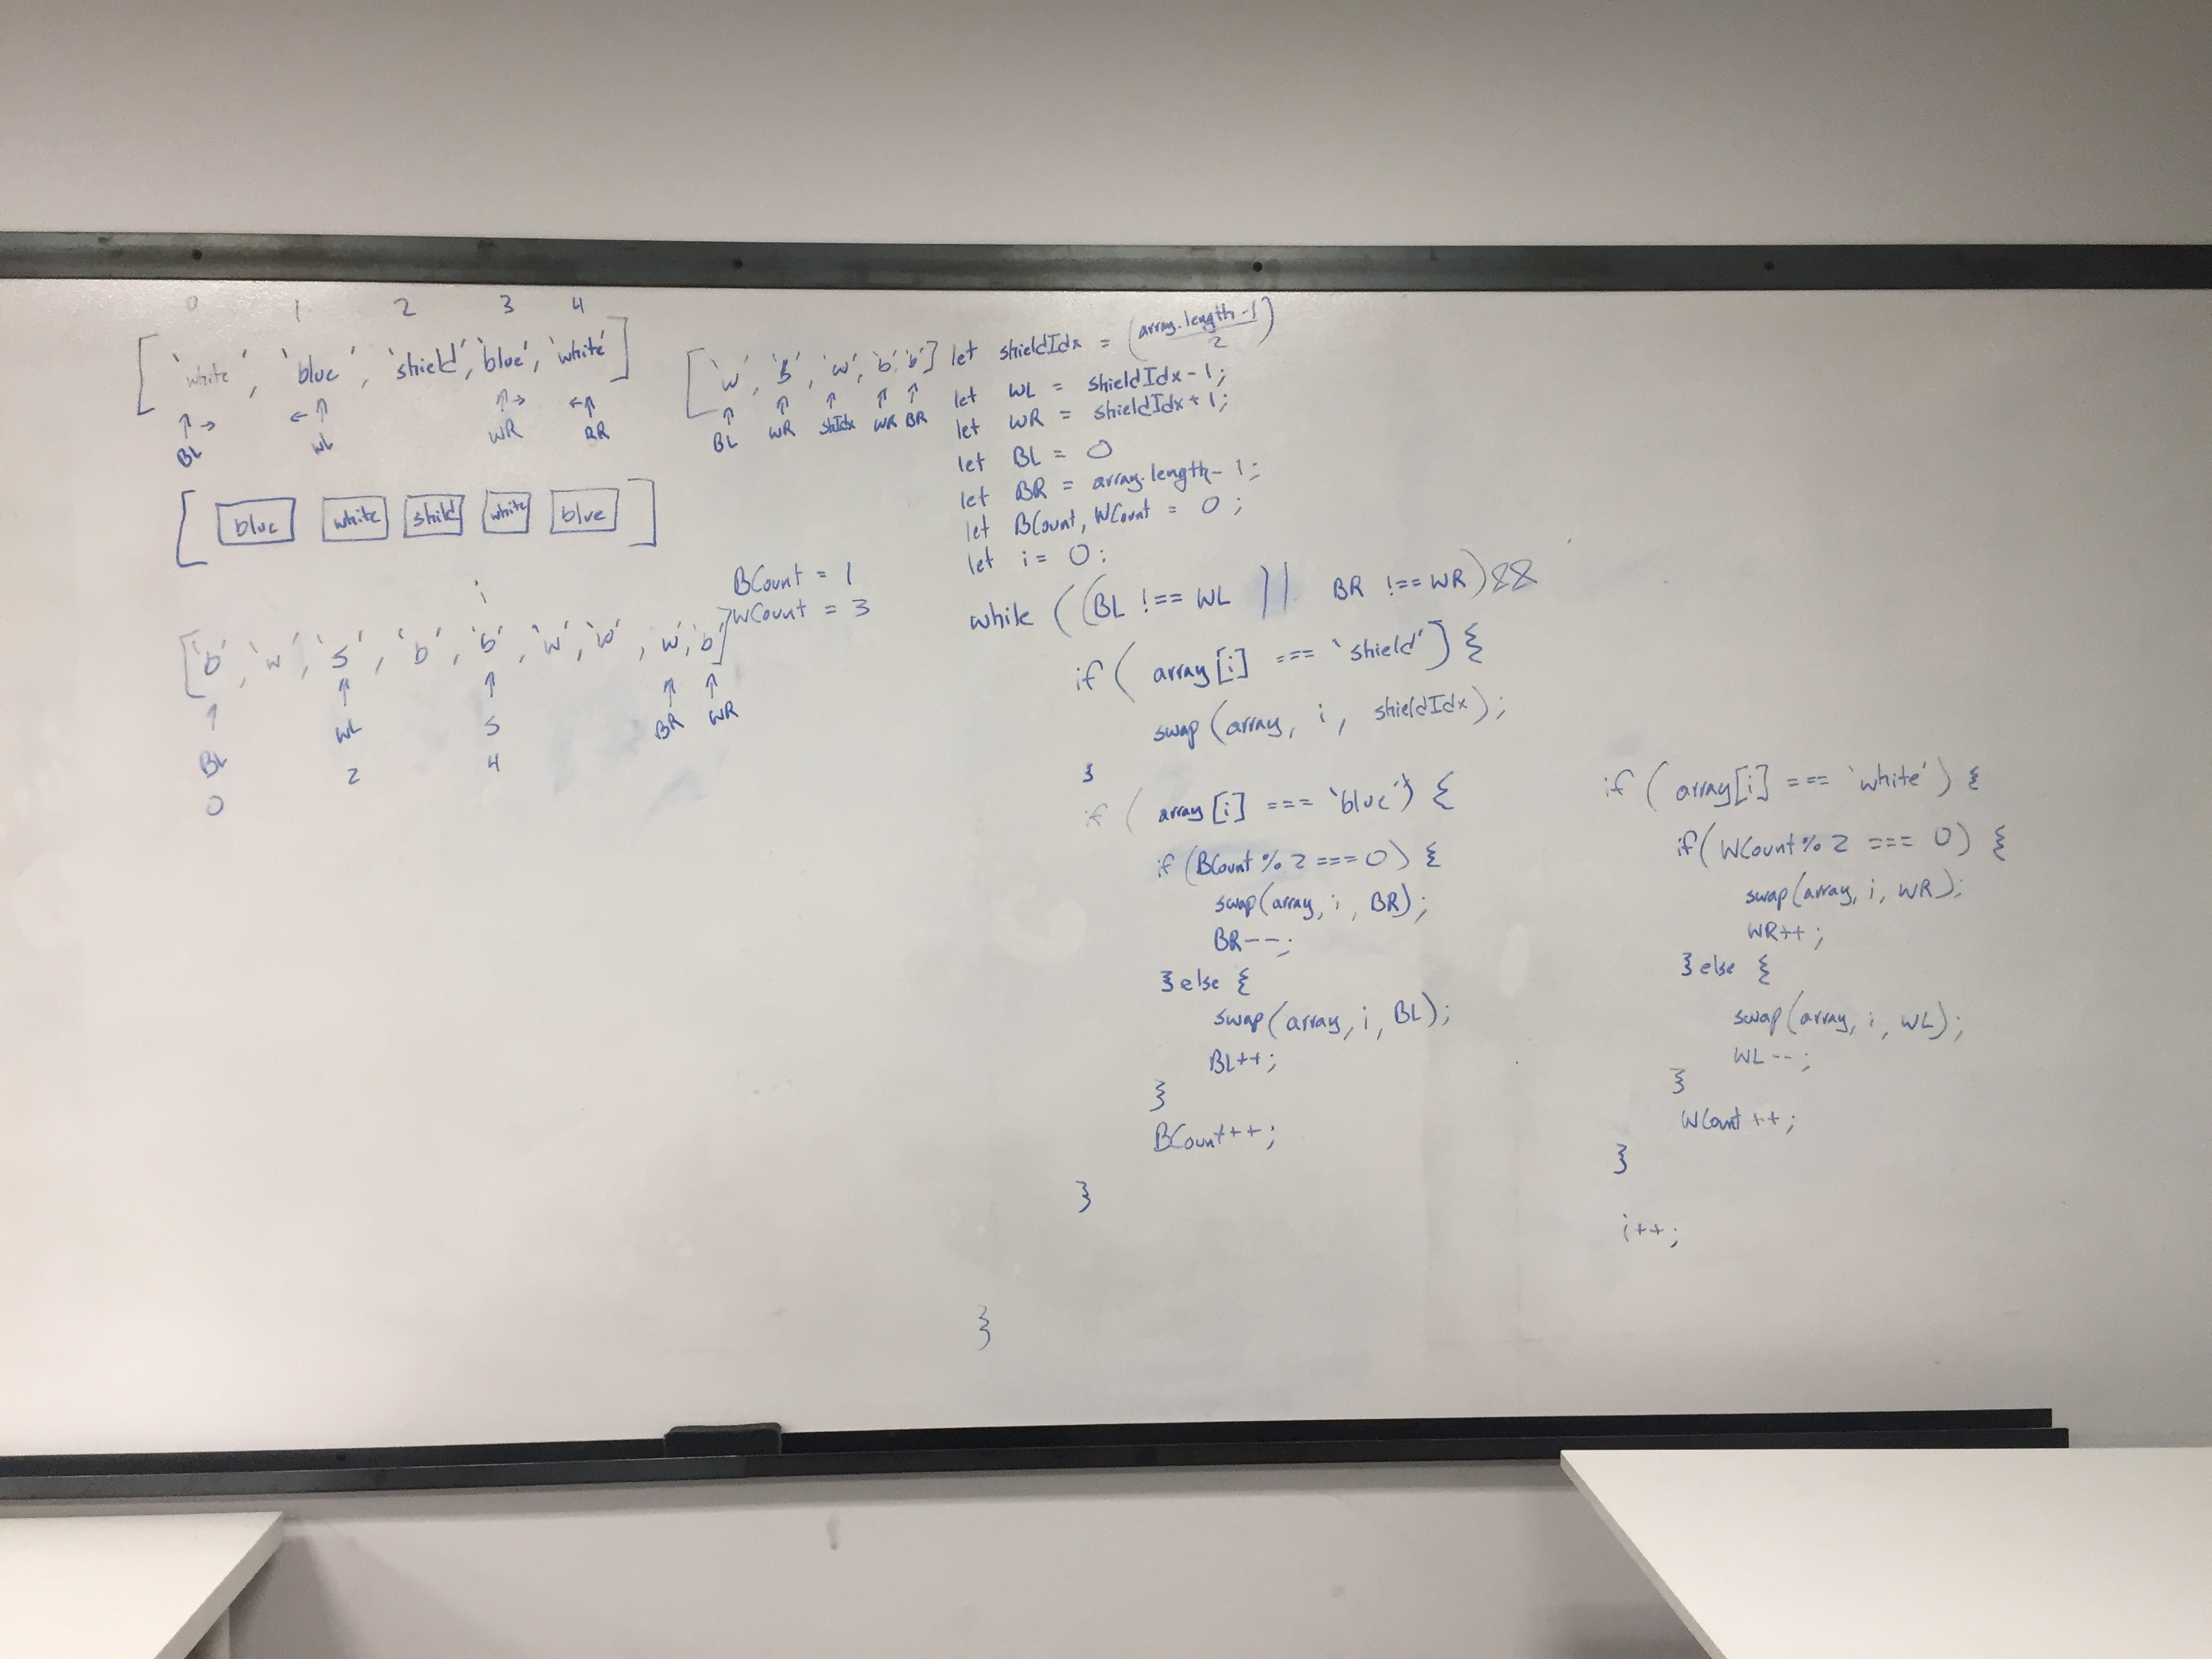 0 1 2 3 4
['white', 'blue', 'shield', 'blue', 'white']
↑→ ←↑ ↑→ ←↑
BL WL WR BR
[ blue white shild white blue ]
i
BCount = 1
WCount = 3
['b', 'w', 's', 'b', 'b', 'w', 'w', 'w', 'b']
↑ ↑ ↑ ↑ ↑
BL WL S BR WR
0 2 4
['w', 'S', 'w', 'b', 'b']
↑ ↑ ↑ ↑ ↑
BL WR shIdx WR BR
let shieldIdx = (array.length-1 / 2)
let WL = shieldIdx-1;
let WR = shieldIdx+1;
let BL = 0
let BR = array.length-1;
let BCount, WCount = 0;
let i = 0;
while ((BL !== WL || BR !== WR) &&
if ( array[i] === 'shield') {
swap (array, i, shieldIdx);
}
if ( array[i] === 'blue') {
if (BCount % 2 === 0) {
swap(array, i, BR);
BR--;
} else {
swap(array, i, BL);
BL++;
}
BCount++;
}
if ( array[i] === 'white') {
if (WCount % 2 === 0) {
swap(array, i, WR);
WR++;
} else {
swap(array, i, WL);
WL--;
}
WCount++;
}
i++;
}